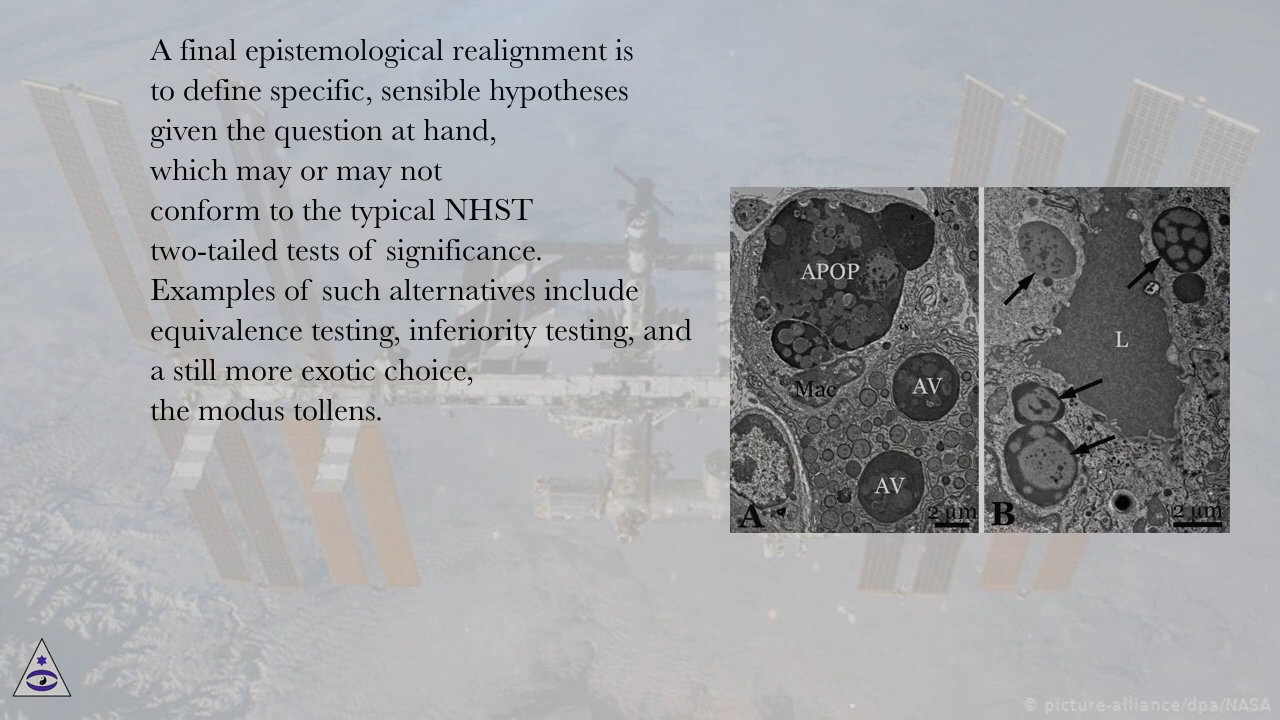 A final epistemological realignment is
to define specific, sensible hypotheses
given the question at hand,
which may or may not
conform to the typical NHST
two-tailed tests of significance.
Examples of such alternatives include
equivalence testing, inferiority testing, and
a still more exotic choice,
the modus tollens.
APOP
Mac
AV
AV
A
2 µm
L
B
2 µm
© picture-alliance/dpa/NASA